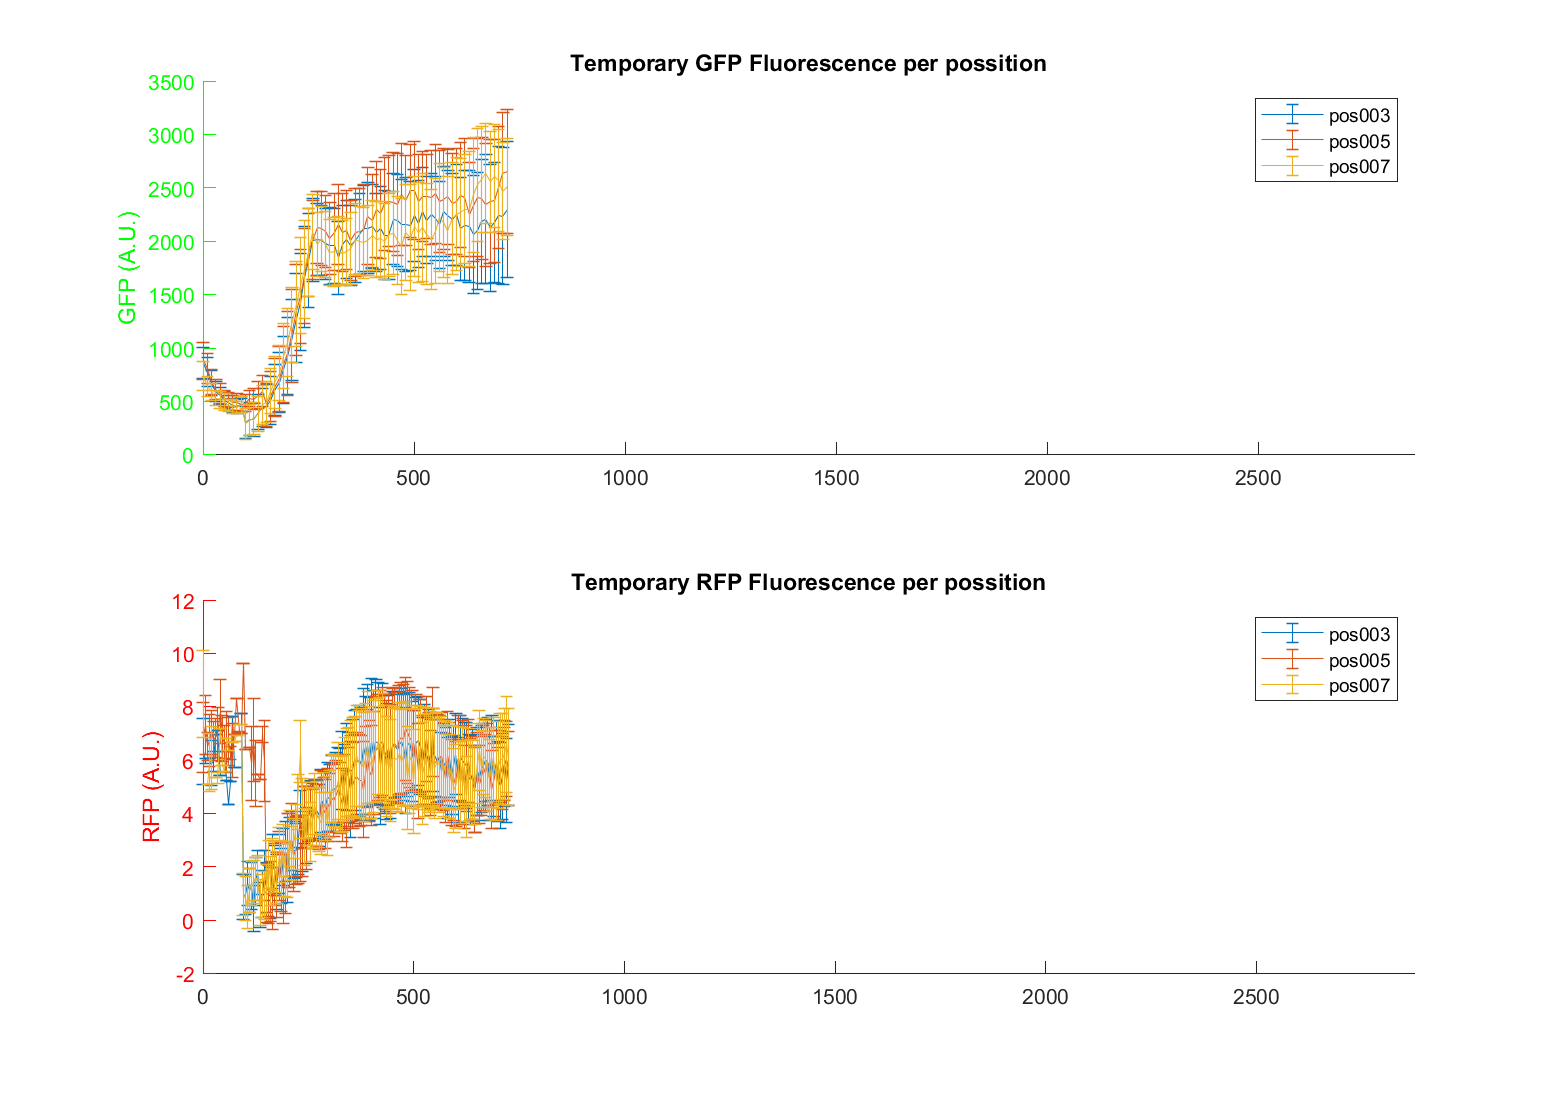 Temporary GFP Fluorescence per possition
3500
3000
2500
2000
1500
1000
500
0
GFP (A.U.)
0 500 1000 1500 2000 2500
pos003
pos005
pos007
Temporary RFP Fluorescence per possition
12
10
8
6
4
2
0
-2
RFP (A.U.)
0 500 1000 1500 2000 2500
pos003
pos005
pos007